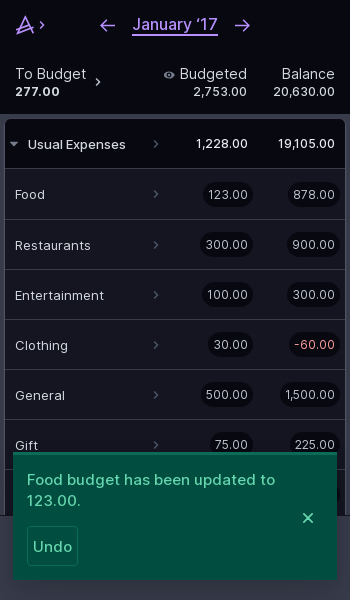 January ‘17
To Budget Budgeted Balance
277.00 2,753.00 20,630.00
Usual Expenses 1,228.00 19,105.00
Food 123.00 878.00
Restaurants 300.00 900.00
Entertainment 100.00 300.00
Clothing 30.00 -60.00
General 500.00 1,500.00
Gift 75.00 225.00
Food budget has been updated to
123.00.
Undo